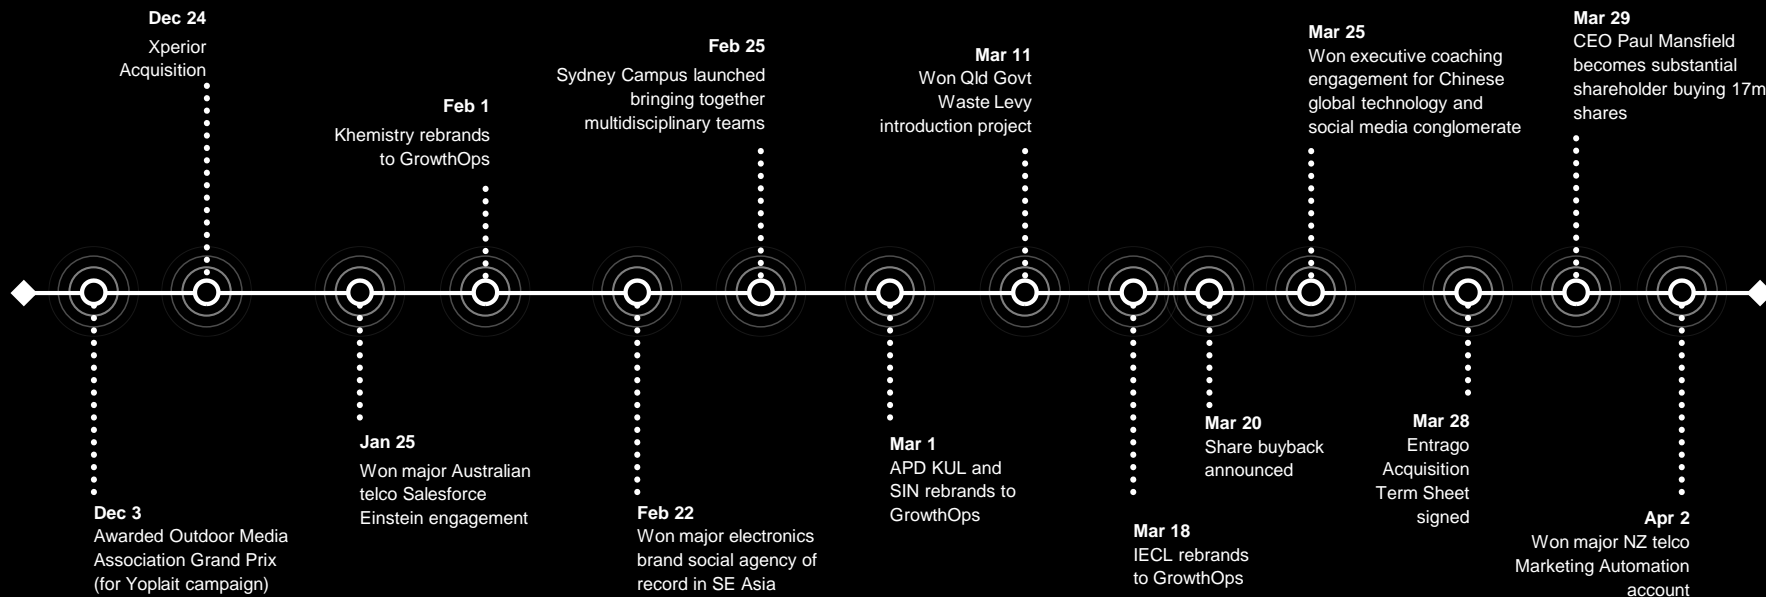 Dec 24
Xperior
Acquisition
Feb 1
Khemistry rebrands
to GrowthOps
Feb 25
Sydney Campus launched
bringing together
multidisciplinary teams
Mar 11
Won Qld Govt
Waste Levy
introduction project
Mar 25
Won executive coaching
engagement for Chinese
global technology and
social media conglomerate
Mar 29
CEO Paul Mansfield
becomes substantial
shareholder buying 17m
shares
Dec 3
Awarded Outdoor Media
Association Grand Prix
(for Yoplait campaign)
Jan 25
Won major Australian
telco Salesforce
Einstein engagement
Feb 22
Won major electronics
brand social agency of
record in SE Asia
Mar 1
APD KUL and
SIN rebrands to
GrowthOps
Mar 18
IECL rebrands
to GrowthOps
Mar 20
Share buyback
announced
Mar 28
Entrago
Acquisition
Term Sheet
signed
Apr 2
Won major NZ telco
Marketing Automation
account